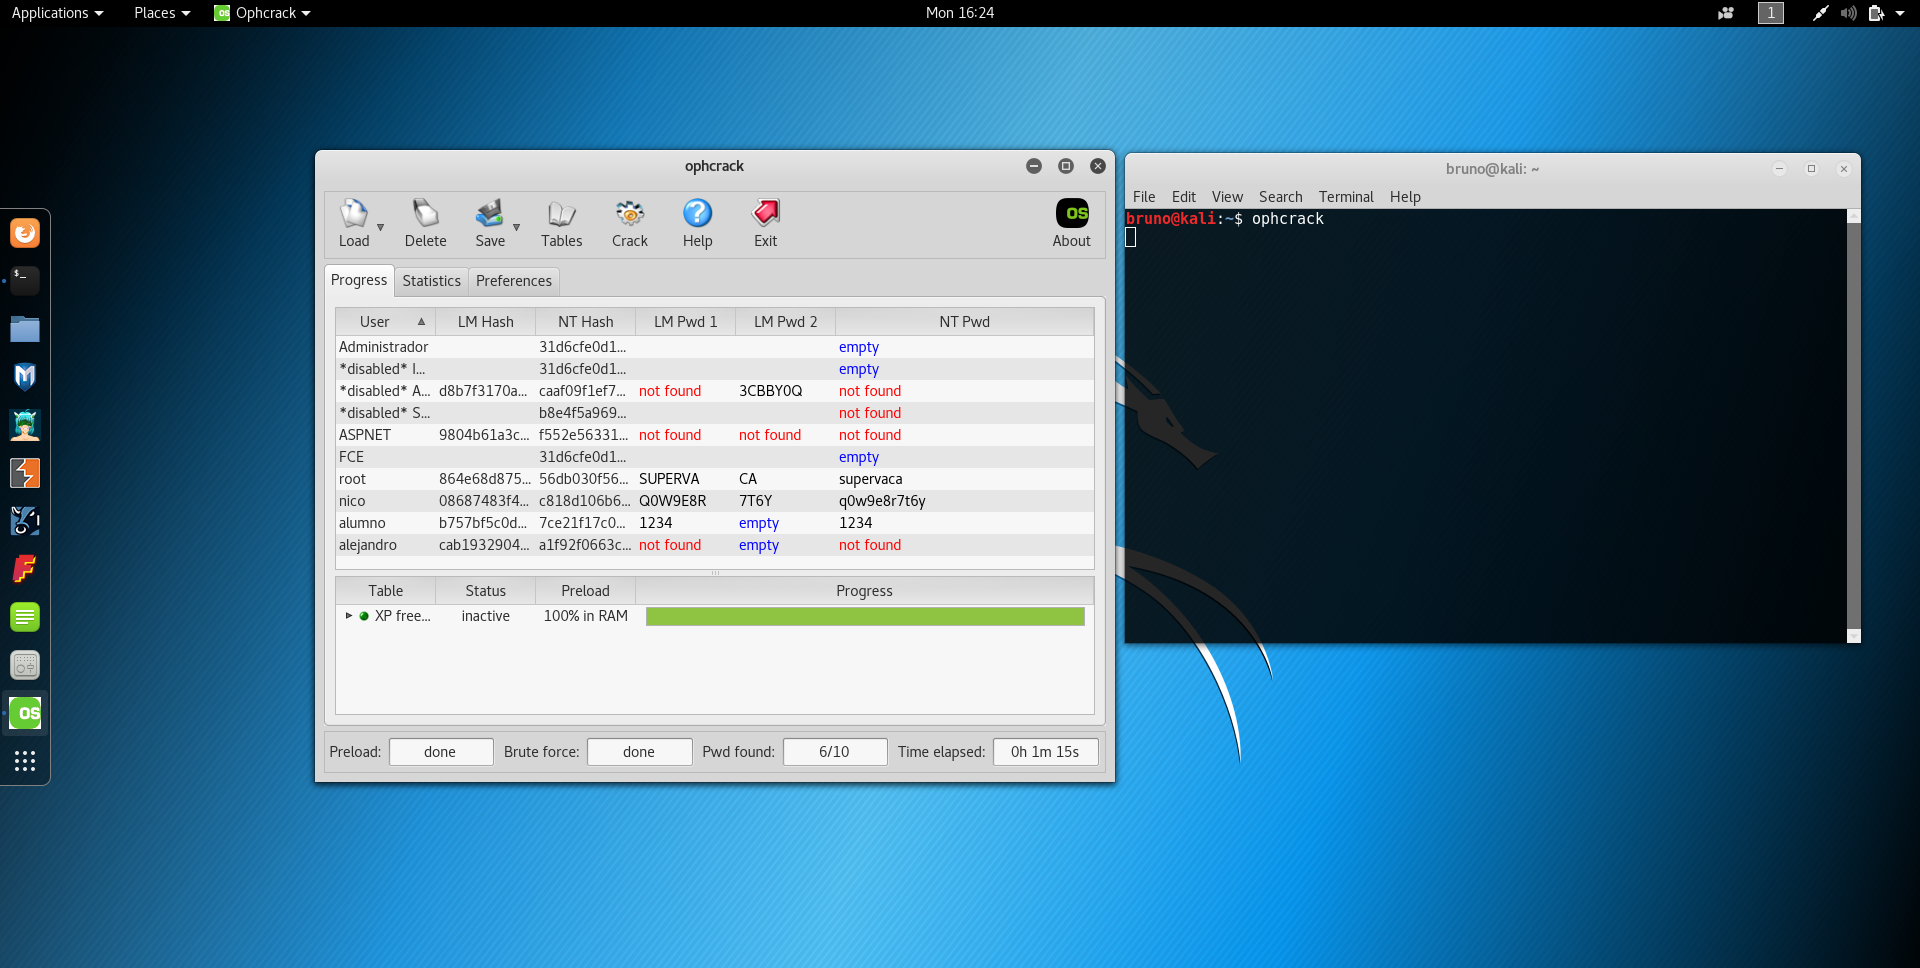 Applications Places Ophcrack Mon 16:24 1
ophcrack
Load Delete Save Tables Crack Help Exit About
Progress Statistics Preferences
User LM Hash NT Hash LM Pwd 1 LM Pwd 2 NT Pwd
Administrador 31d6cfe0d1... empty
*disabled* I... 31d6cfe0d1... empty
*disabled* A... d8b7f3170a... caaf09f1ef7... not found 3CBBY0Q not found
*disabled* S... b8e4f5a969... not found
ASPNET 9804b61a3c... f552e56331... not found not found not found
FCE 31d6cfe0d1... empty
root 864e68d875... 56db030f56... SUPERVA CA supervaca
nico 08687483f4... c818d106b6... Q0W9E8R 7T6Y q0w9e8r7t6y
alumno b757bf5c0d... 7ce21f17c0... 1234 empty 1234
alejandro cab1932904... a1f92f0663c... not found empty not found
Table Status Preload Progress
XP free... inactive 100% in RAM
Preload: done Brute force: done Pwd found: 6/10 Time elapsed: 0h 1m 15s
bruno@kali: ~
File Edit View Search Terminal Help
bruno@kali:~$ ophcrack